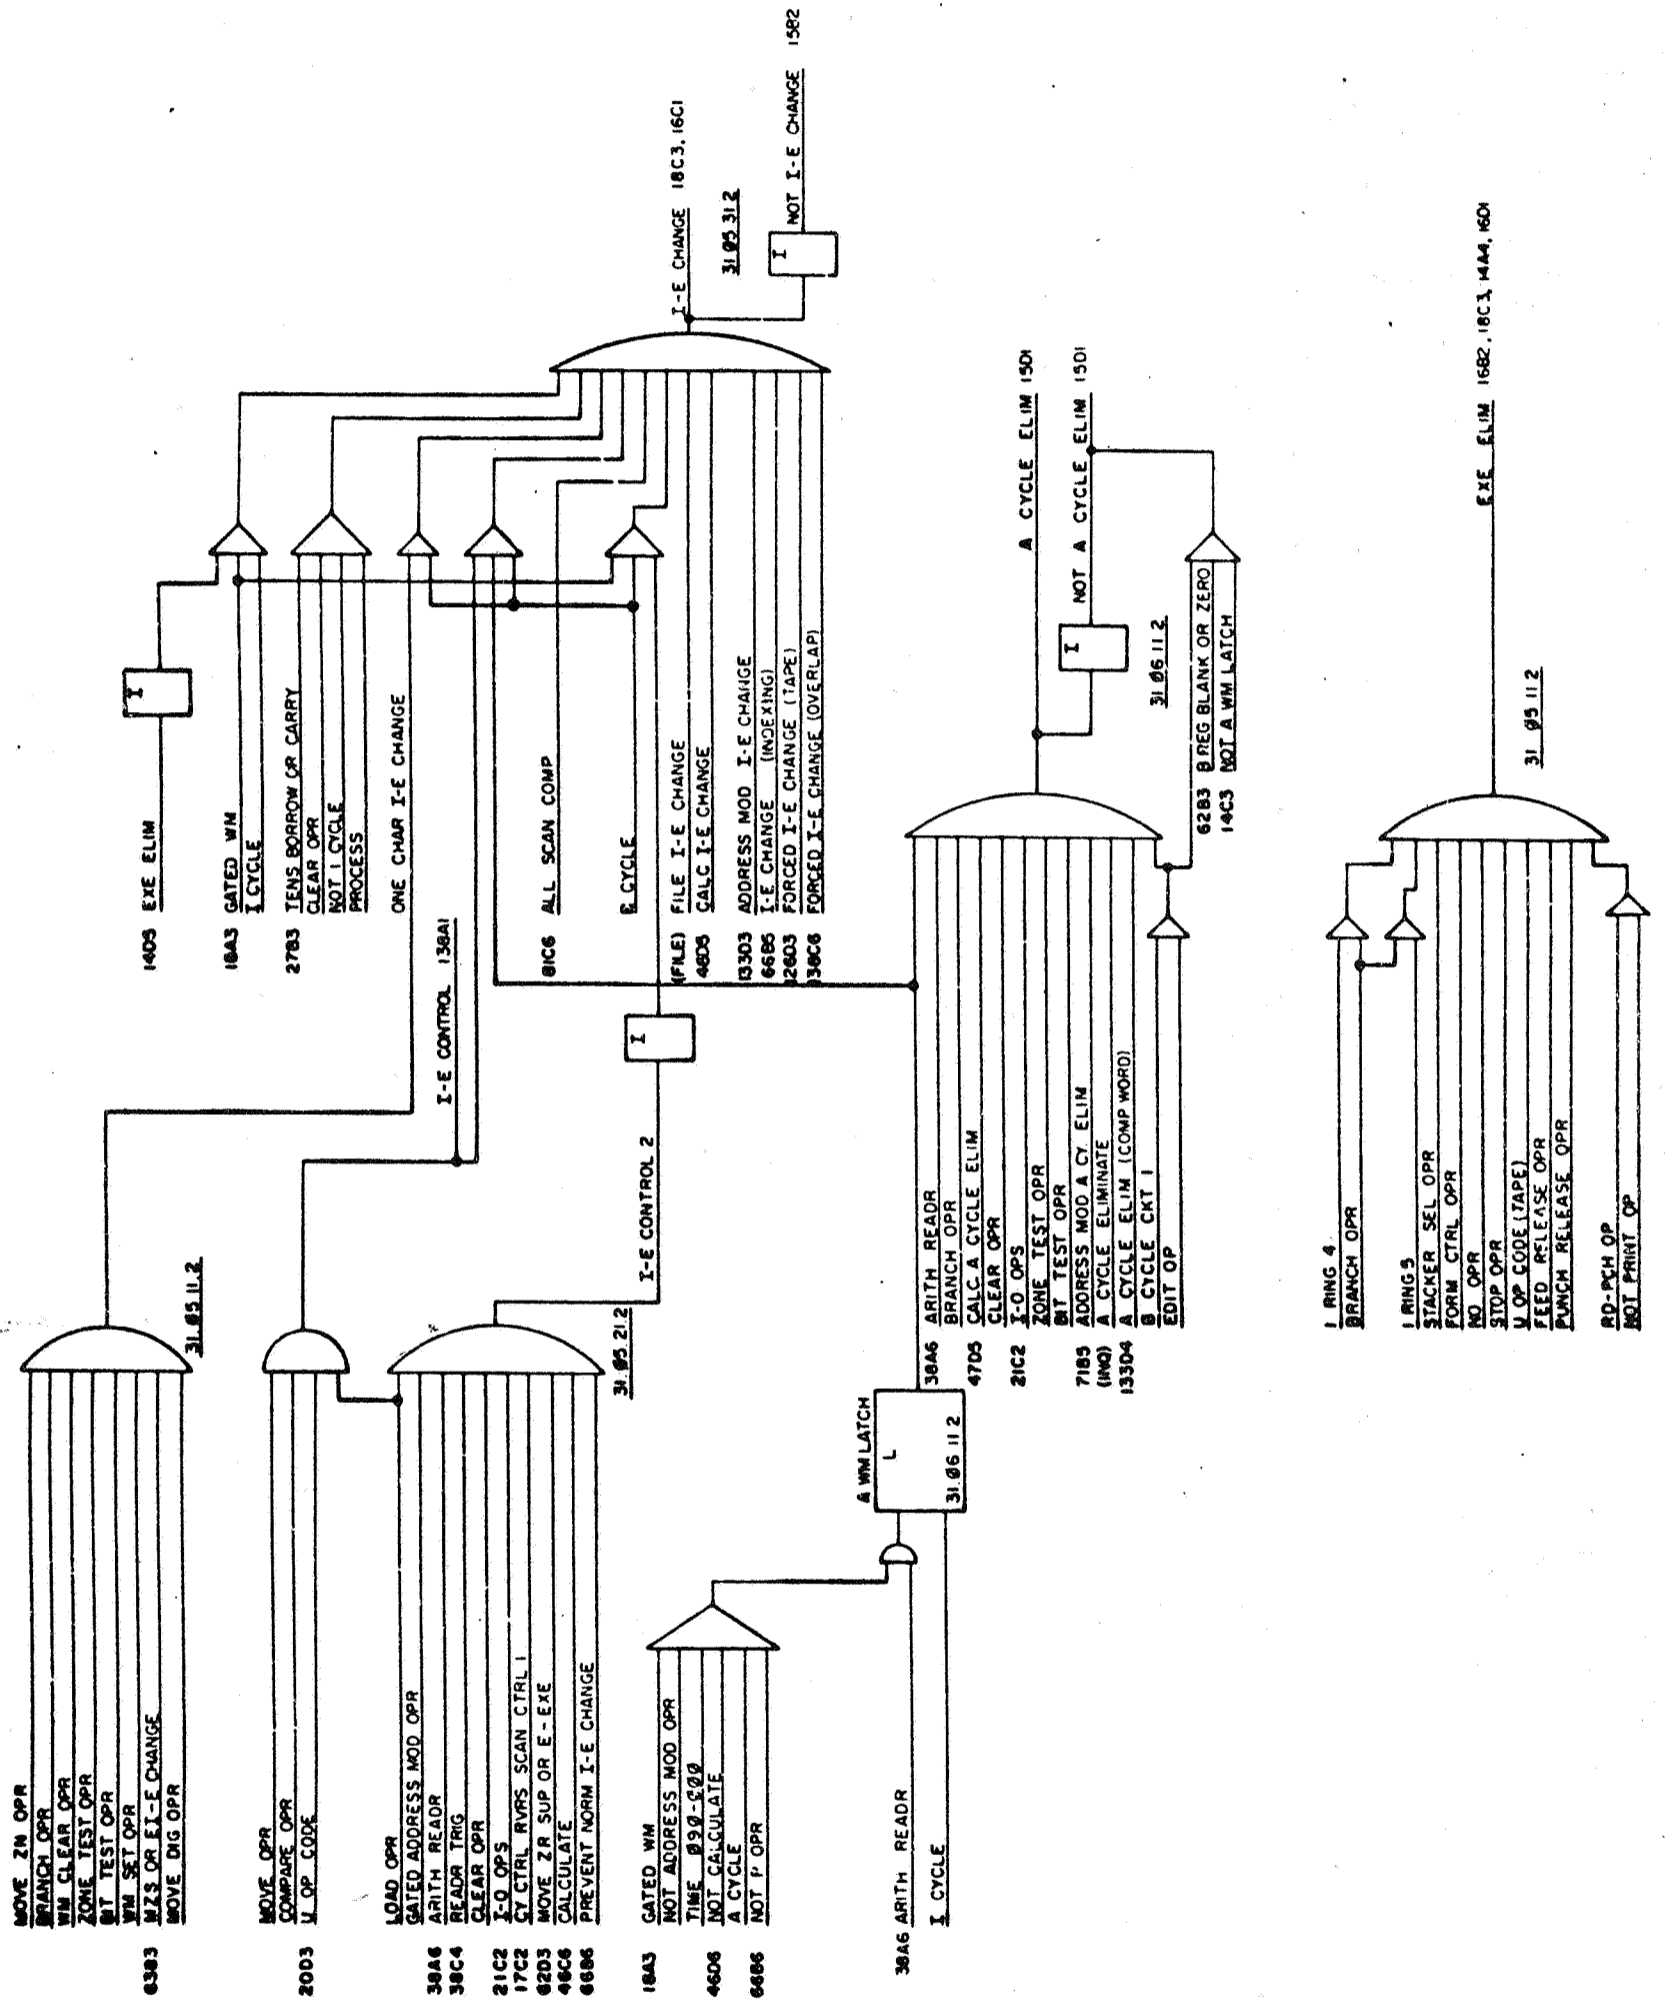 MOVE ZN OPR
BRANCH OPR
WM CLEAR OPR
ZONE TEST OPR
BIT TEST OPR
WM SET OPR
63B3 MZS OR EI-E CHANGE
MOVE DIG OPR
31.05.11.2
MOVE OPR
COMPARE OPR
20D3 U OP CODE
LOAD OPR
GATED ADDRESS MOD OPR
38A6 ARITH READR
38C4 READR TRIG
CLEAR OPR
21C2 I-O OPS
17C2 CY CTRL RVRS SCAN CTRL 1
62D3 MOVE ZR SUP OR E-EXE
46C6 CALCULATE
66B6 PREVENT NORM I-E CHANGE
31.05.21.2
I-E CONTROL 138A1
I-E CONTROL 2
I
14D5 EXE ELIM
I
18A3 GATED WM
I CYCLE
27B3 TENS BORROW OR CARRY
CLEAR OPR
NOT I CYCLE
PROCESS
ONE CHAR I-E CHANGE
81C6 ALL SCAN COMP
E CYCLE
(FILE) FILE I-E CHANGE
48D5 CALC I-E CHANGE
133D3 ADDRESS MOD I-E CHANGE
66B5 I-E CHANGE (INDEXING)
126D3 FORCED I-E CHANGE (TAPE)
138C6 FORCED I-E CHANGE (OVERLAP)
I-E CHANGE 18C3, 16C1
31 05 31 2
I
NOT I-E CHANGE 15B2
18A3 GATED WM
NOT ADDRESS MOD OPR
TIME 090-000
46D6 NOT CALCULATE
A CYCLE
66B6 NOT P OPR
38A6 ARITH READR
I CYCLE
A WM LATCH
L
31.06 11 2
38A6 ARITH READR
BRANCH OPR
47D5 CALC A CYCLE ELIM
CLEAR OPR
21C2 I-O OPS
ZONE TEST OPR
BIT TEST OPR
71B5 ADDRESS MOD A CY. ELIM
(INQ) A CYCLE ELIMINATE
133D4 A CYCLE ELIM (COMP WORD)
B CYCLE CKT 1
EDIT OP
A CYCLE ELIM 15D1
I
NOT A CYCLE ELIM 15D1
31 06 11 2
62B3 B REG BLANK OR ZERO
14C3 NOT A WM LATCH
I RING 4
BRANCH OPR
I RING 5
STACKER SEL OPR
FORM CTRL OPR
NO OPR
STOP OPR
U OP CODE (TAPE)
FEED RELEASE OPR
PUNCH RELEASE OPR
RD-PCH OP
NOT PRINT OP
EXE ELIM 16B2, 18C3, 14A4, 16D1
31 05 11 2